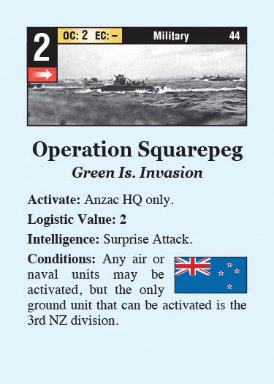 2
OC: 2 EC: –
Military
44
Operation Squarepeg
Green Is. Invasion
Activate: Anzac HQ only.
Logistic Value: 2
Intelligence: Surprise Attack.
Conditions: Any air or
naval units may be
activated, but the only
ground unit that can be activated is the
3rd NZ division.